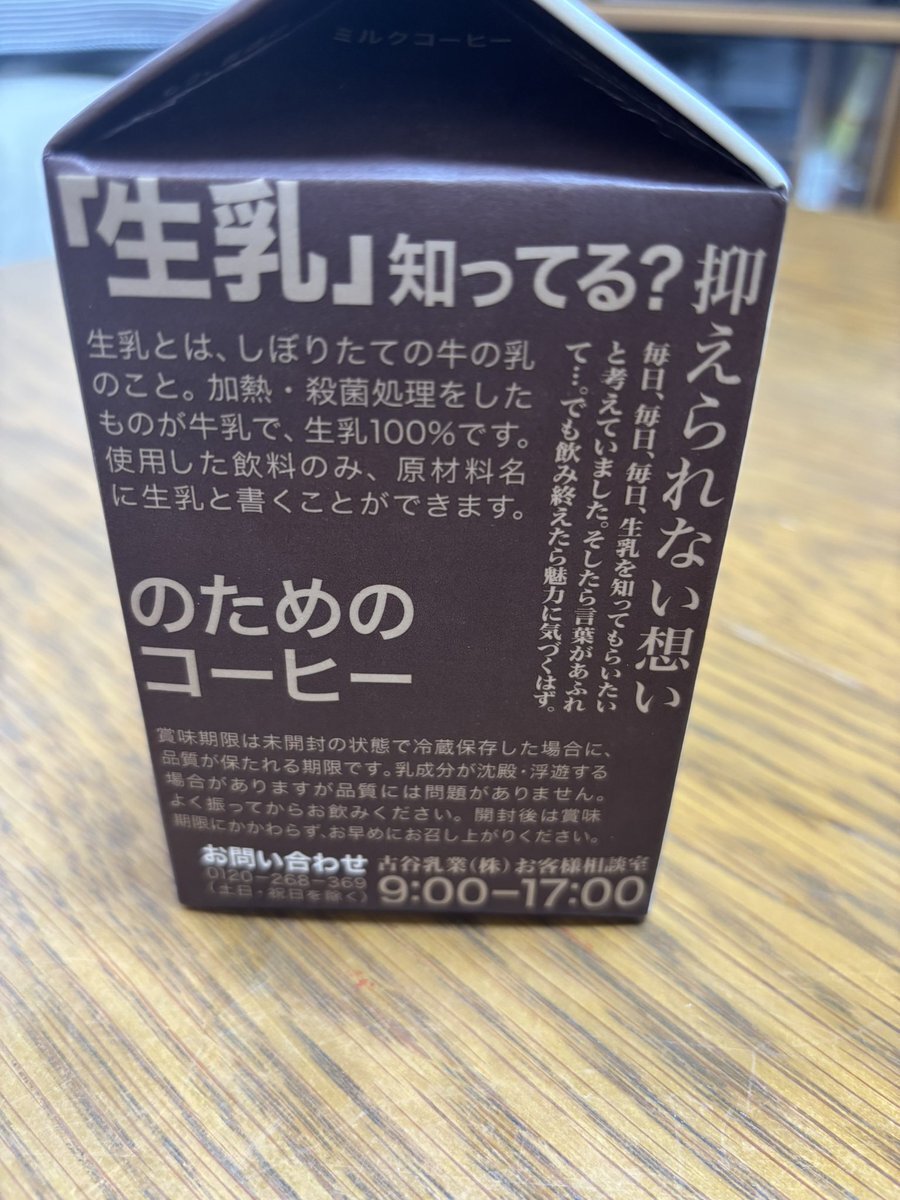 ミルクコーヒー
「生乳」知ってる?
生乳とは、しぼりたての牛の乳
のこと。加熱・殺菌処理をした
ものが牛乳で、生乳100%です。
使用した飲料のみ、原材料名
に生乳と書くことができます。
抑えられない想い
毎日、毎日、毎日、生乳を知ってもらいたい
と考えていました。そしたら言葉があふれ
て…。でも飲み終えたら魅力に気づくはず。
のための
コーヒー
賞味期限は未開封の状態で冷蔵保存した場合に、
品質が保たれる期限です。乳成分が沈殿・浮遊する
場合がありますが品質には問題がありません。
よく振ってからお飲みください。開封後は賞味
期限にかかわらず、お早めにお召し上がりください。
お問い合わせ
0120-268-369
(土日・祝日を除く)
古谷乳業(株)お客様相談室
9:00−17:00